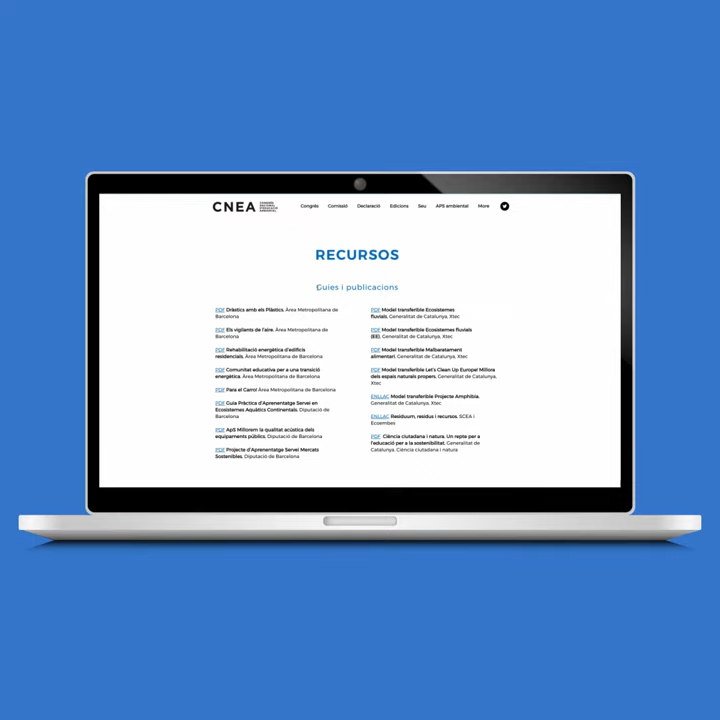 CNEA
CONGRÉS
NACIONAL
D'EDUCACIÓ
AMBIENTAL
Congrés Comissió Declaració Edicions Seu APS ambiental More
RECURSOS
Guies i publicacions
PDF Dràstics amb els Plàstics. Àrea Metropolitana de
Barcelona
PDF Els vigilants de l'aire. Àrea Metropolitana de
Barcelona
PDF Rehabilitació energètica d'edificis
residencials. Àrea Metropolitana de Barcelona
PDF Comunitat educativa per a una transició
energètica. Àrea Metropolitana de Barcelona
PDF Para el Carro! Àrea Metropolitana de Barcelona
PDF Guia Pràctica d'Aprenentatge Servei en
Ecosistemes Aquàtics Continentals. Diputació de
Barcelona
PDF ApS Millorem la qualitat acústica dels
equipaments públics. Diputació de Barcelona
PDF Projecte d'Aprenentatge Servei Mercats
Sostenibles. Diputació de Barcelona
PDF Model transferible Ecosistemes
fluvials. Generalitat de Catalunya, Xtec
PDF Model transferible Ecosistemes fluvials
(EE). Generalitat de Catalunya, Xtec
PDF Model transferible Malbaratament
alimentari. Generalitat de Catalunya, Xtec
PDF Model transferible Let's Clean Up Europe! Millora
dels espais naturals propers. Generalitat de Catalunya,
Xtec
ENLLAÇ Model transferible Projecte Amphibia.
Generalitat de Catalunya, Xtec
ENLLAÇ Residuum, residus i recursos. SCEA i
Ecoembes
PDF Ciència ciutadana i natura. Un repte per a
l'educació per a la sostenibilitat. Generalitat de
Catalunya, Ciència ciutadana i natura